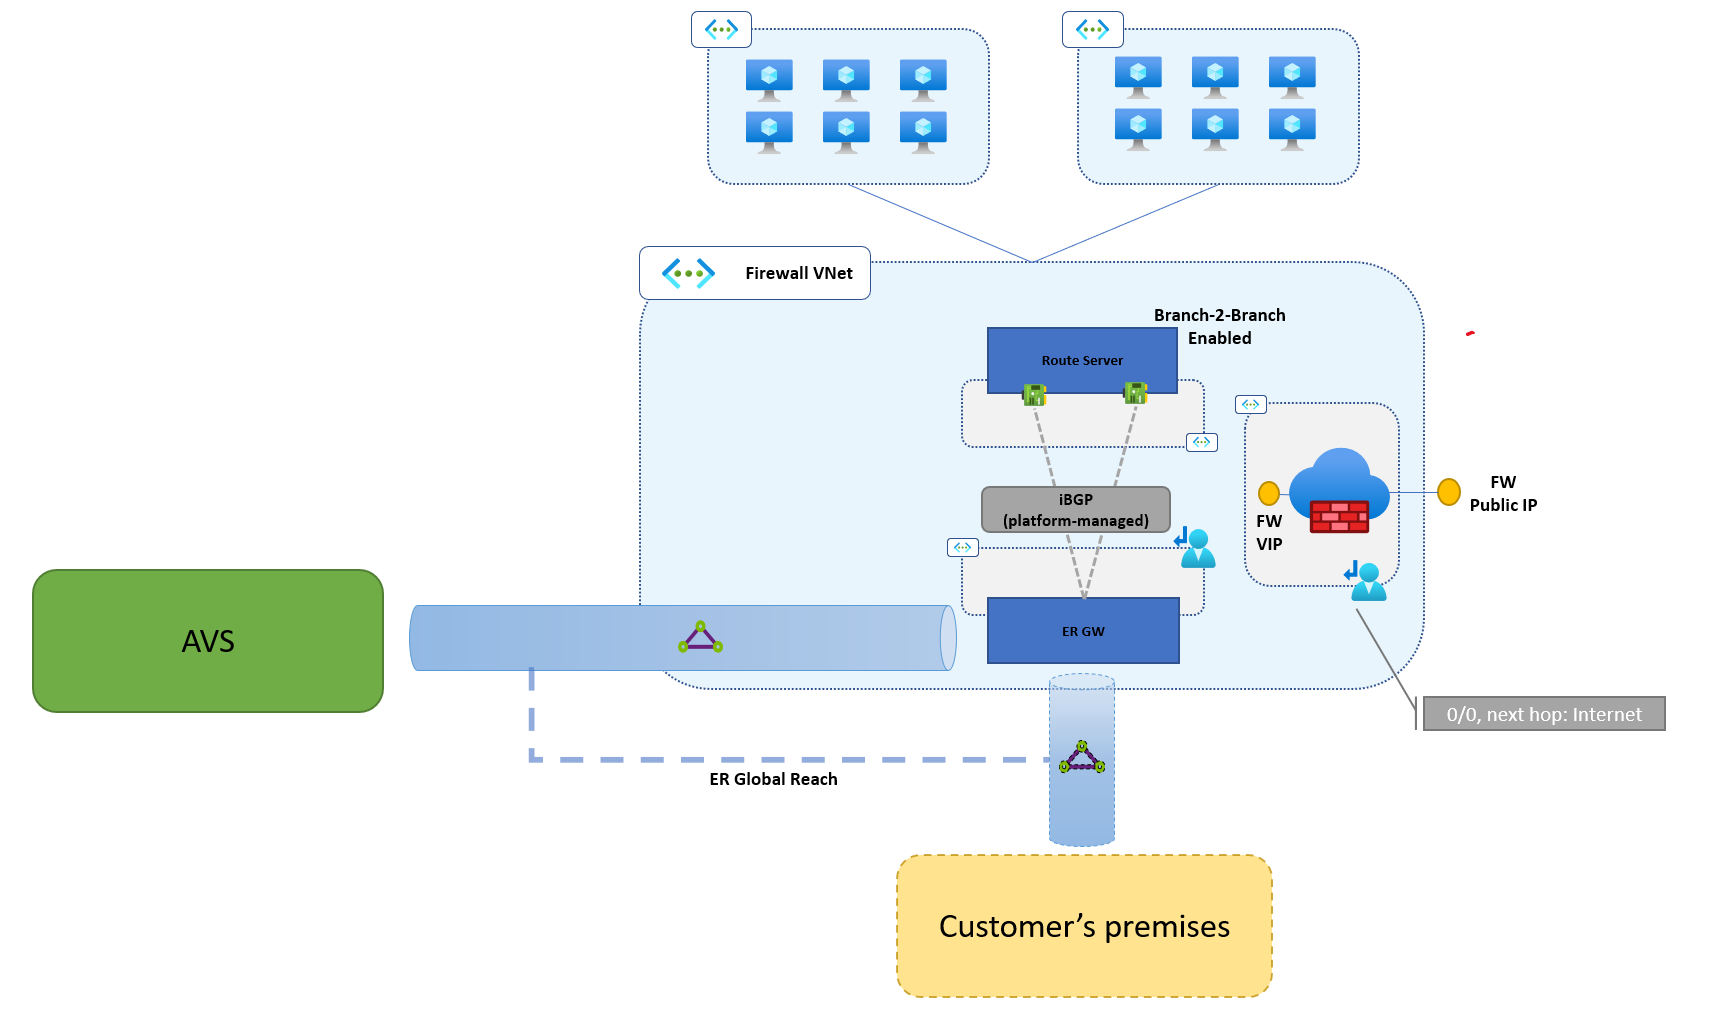 Firewall VNet
Branch-2-Branch
Enabled
Route Server
iBGP
(platform-managed)
FW
VIP
FW
Public IP
ER GW
AVS
0/0, next hop: Internet
ER Global Reach
Customer’s premises